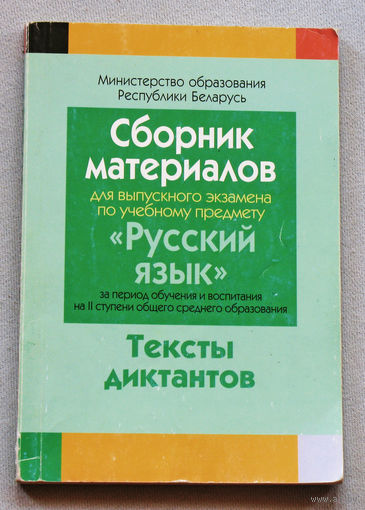 Министерство образования
Республики Беларусь
Сборник
материалов
для выпускного экзамена
по учебному предмету
«Русский
язык»
за период обучения и воспитания
на II ступени общего среднего образования
Тексты
диктантов